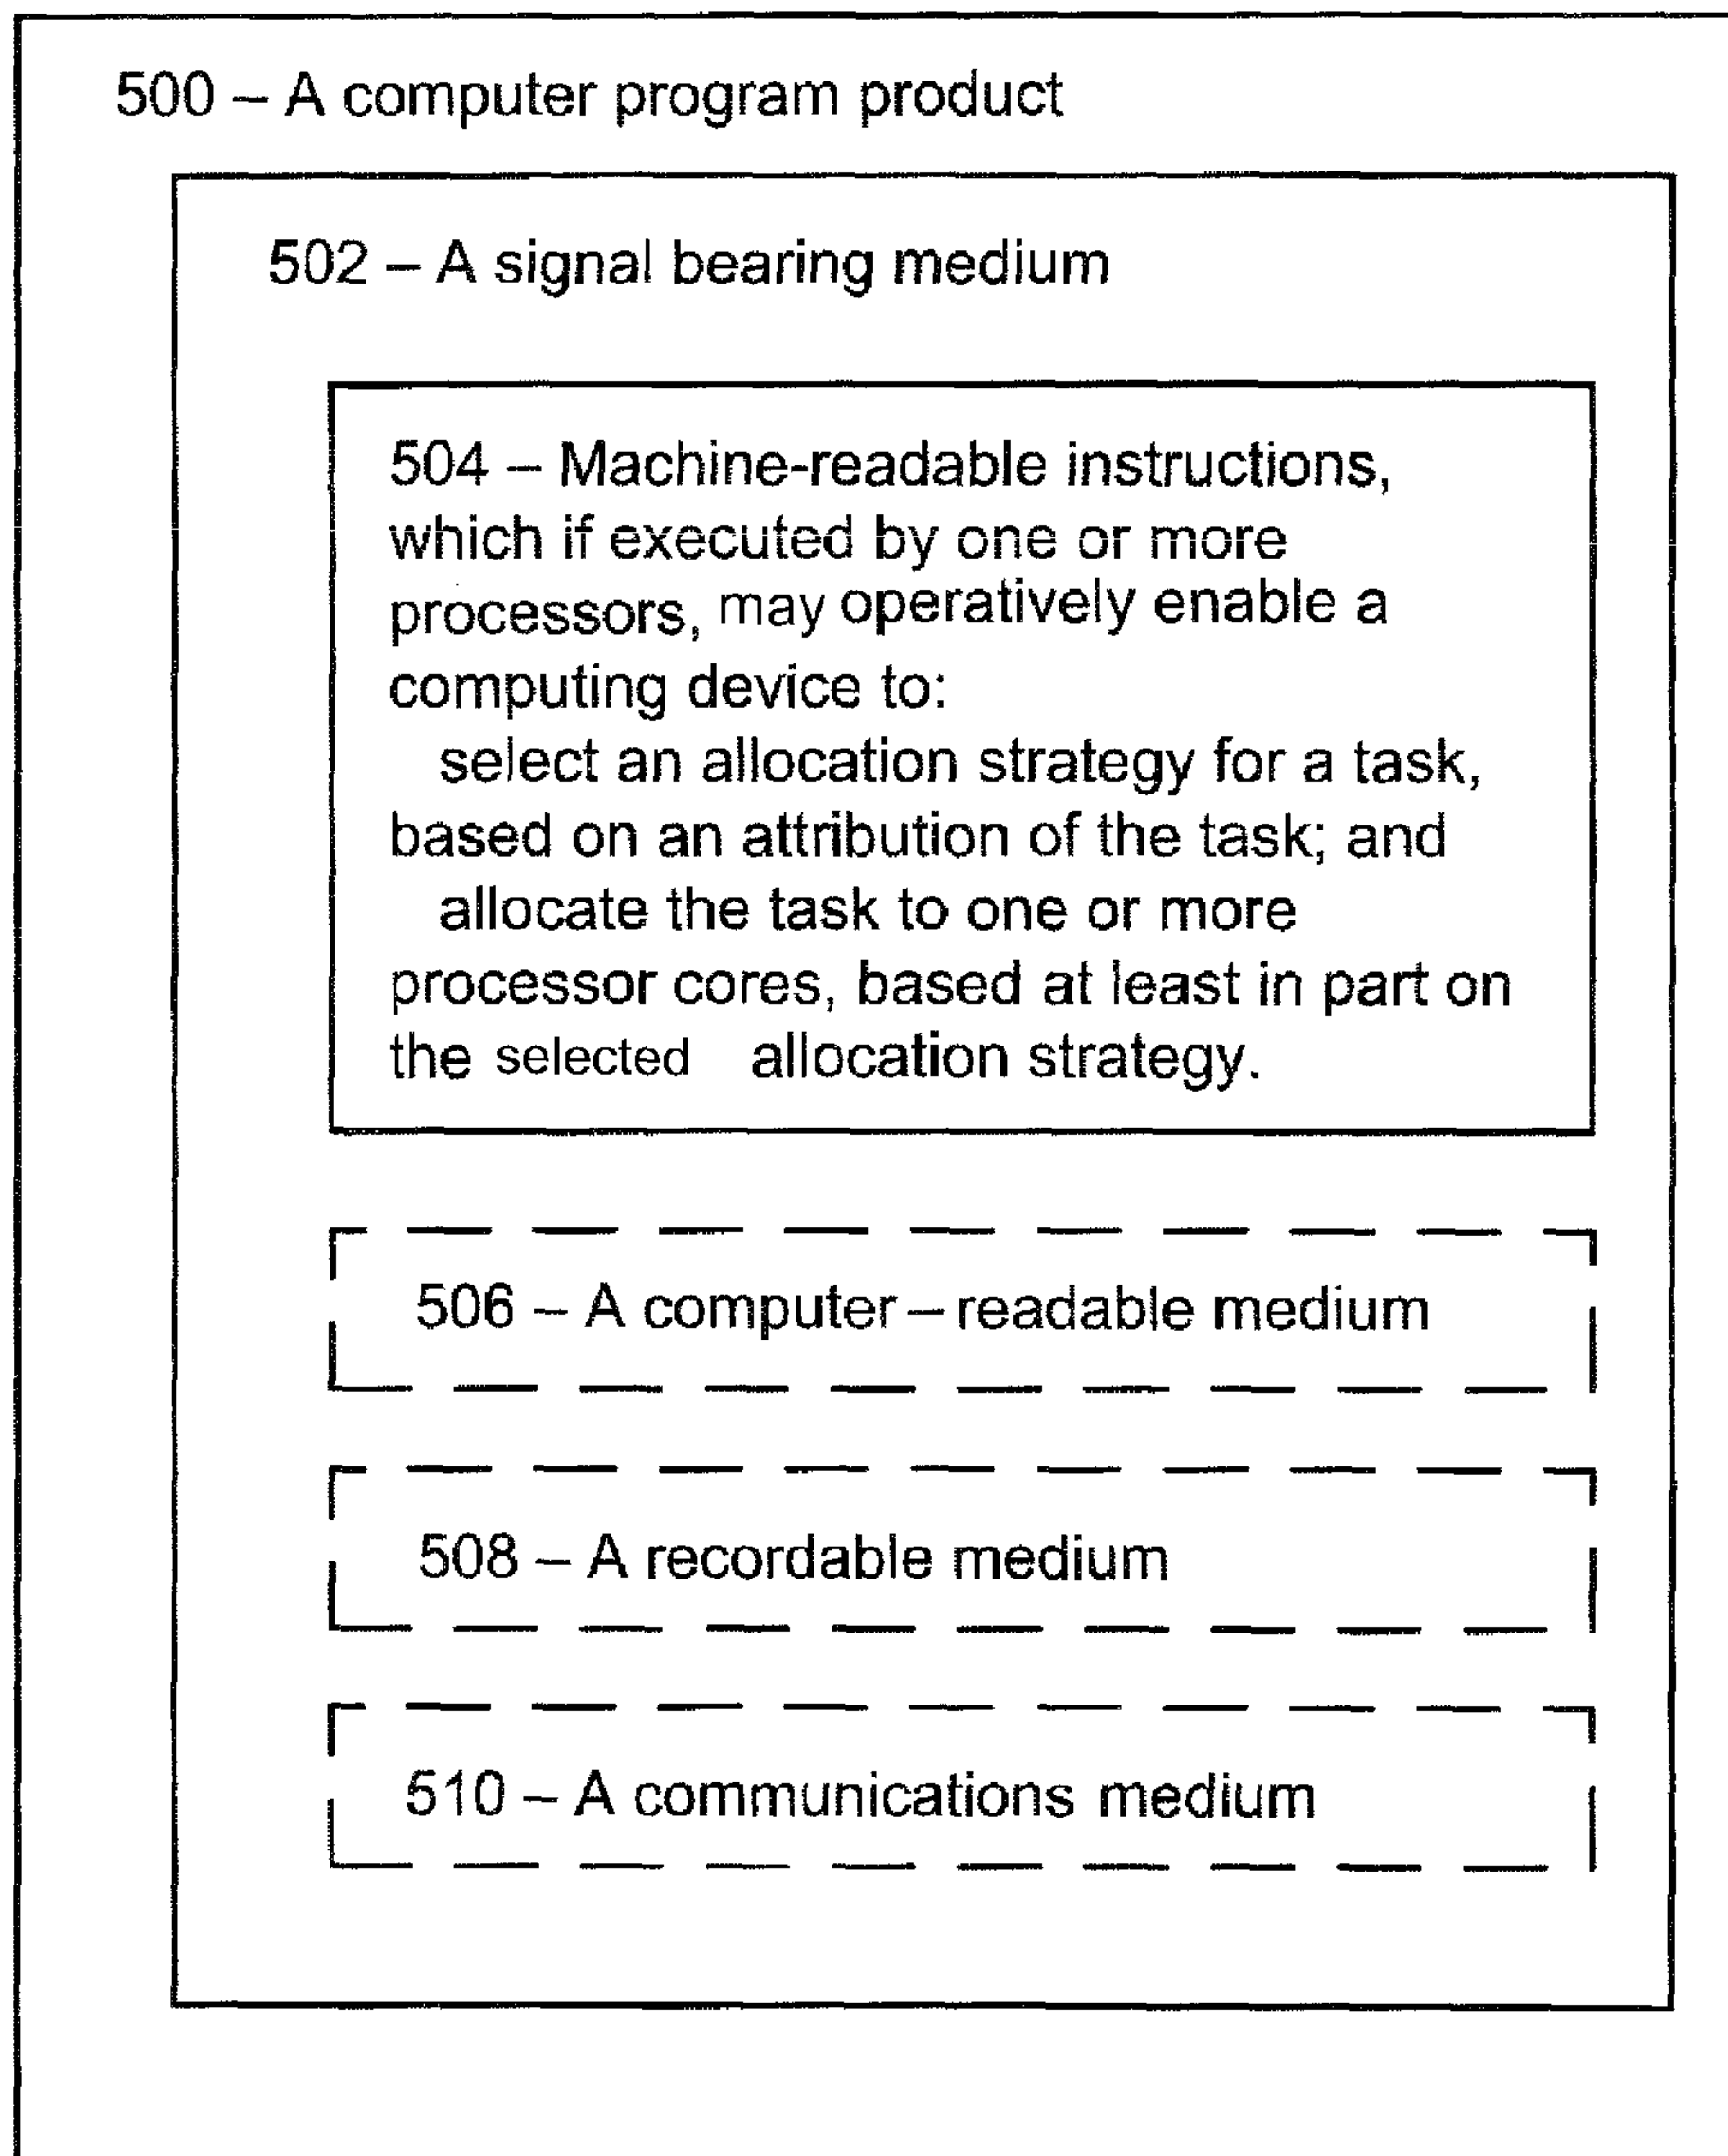 500 – A computer program product
502 – A signal bearing medium
504 – Machine-readable instructions,
which if executed by one or more
processors, may operatively enable a
computing device to:
select an allocation strategy for a task,
based on an attribution of the task; and
allocate the task to one or more
processor cores, based at least in part on
the selected allocation strategy.
506 – A computer–readable medium
508 – A recordable medium
510 – A communications medium